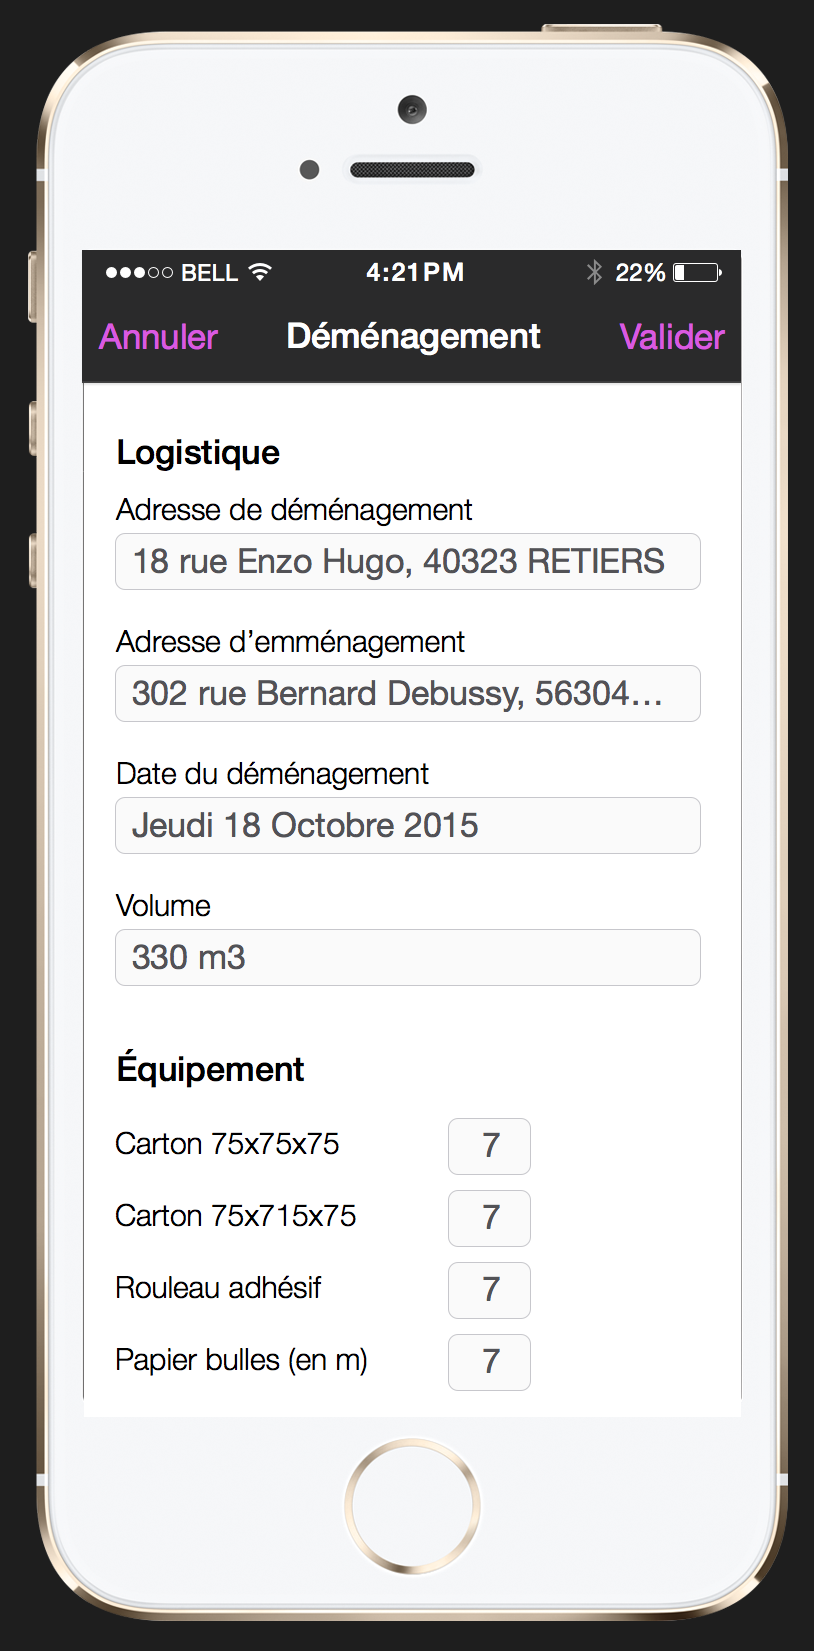 BELL 4:21PM 22%
Annuler Déménagement Valider
Logistique
Adresse de déménagement
18 rue Enzo Hugo, 40323 RETIERS
Adresse d’emménagement
302 rue Bernard Debussy, 56304…
Date du déménagement
Jeudi 18 Octobre 2015
Volume
330 m3
Équipement
Carton 75x75x75 7
Carton 75x715x75 7
Rouleau adhésif 7
Papier bulles (en m) 7